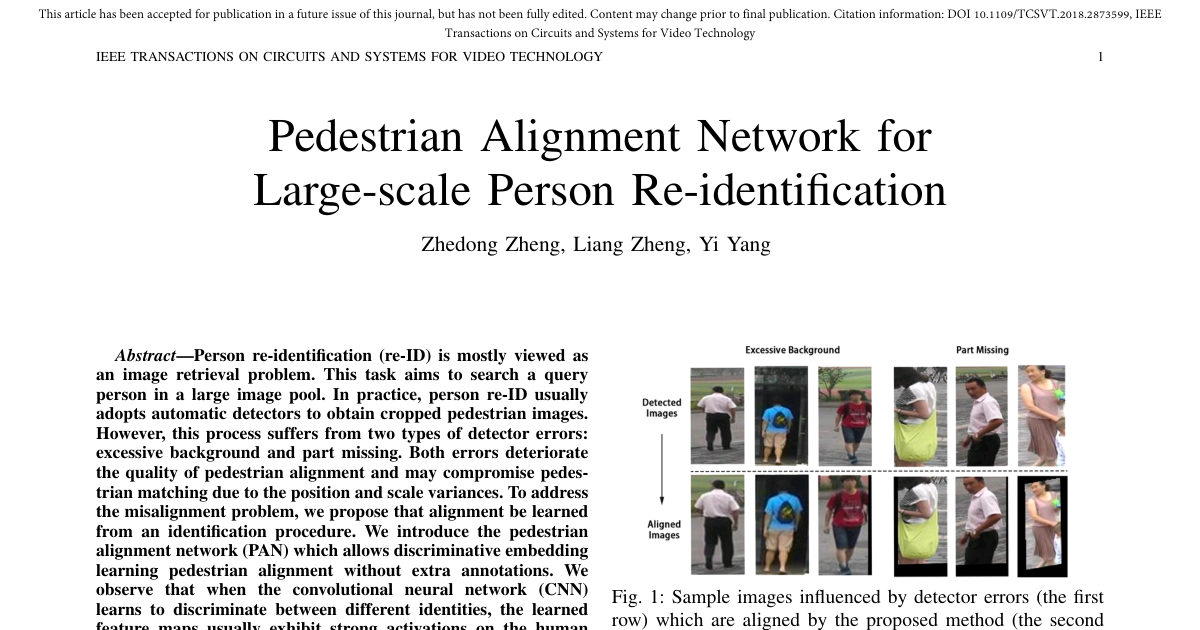 This article has been accepted for publication in a future issue of this journal, but has not been fully edited. Content may change prior to final publication. Citation information: DOI 10.1109/TCSVT.2018.2873599, IEEE
Transactions on Circuits and Systems for Video Technology
IEEE TRANSACTIONS ON CIRCUITS AND SYSTEMS FOR VIDEO TECHNOLOGY 1
Pedestrian Alignment Network for
Large-scale Person Re-identification
Zhedong Zheng, Liang Zheng, Yi Yang
Abstract—Person re-identification (re-ID) is mostly viewed as
an image retrieval problem. This task aims to search a query
person in a large image pool. In practice, person re-ID usually
adopts automatic detectors to obtain cropped pedestrian images.
However, this process suffers from two types of detector errors:
excessive background and part missing. Both errors deteriorate
the quality of pedestrian alignment and may compromise pedes-
trian matching due to the position and scale variances. To address
the misalignment problem, we propose that alignment be learned
from an identification procedure. We introduce the pedestrian
alignment network (PAN) which allows discriminative embedding
learning pedestrian alignment without extra annotations. We
observe that when the convolutional neural network (CNN)
learns to discriminate between different identities, the learned
feature maps usually exhibit strong activations on the human
Excessive Background
Part Missing
Detected
Images
Aligned
Images
Fig. 1: Sample images influenced by detector errors (the first
row) which are aligned by the proposed method (the second